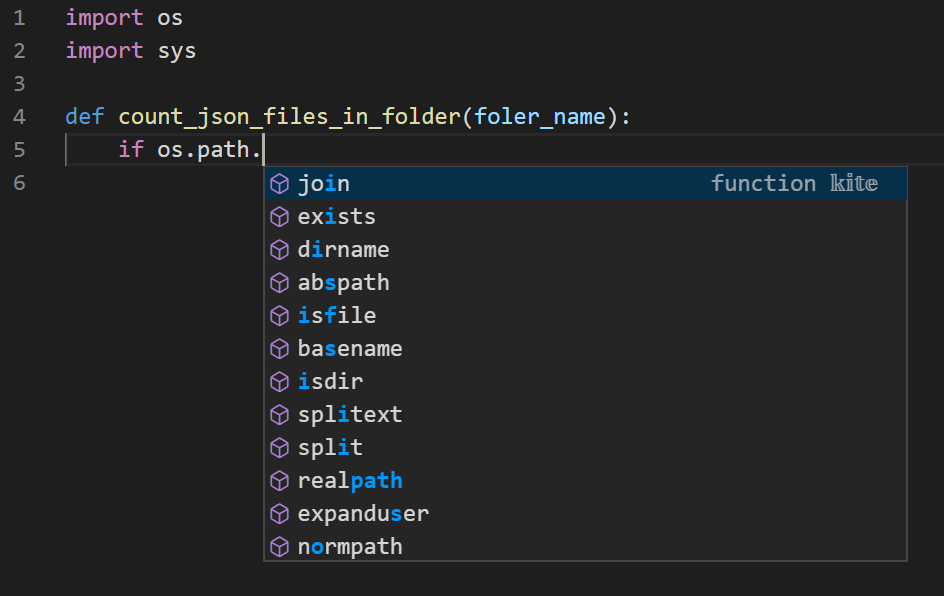 1 import os
2 import sys
3
4 def count_json_files_in_folder(foler_name):
5 if os.path.
6
join function kite
exists
dirname
abspath
isfile
basename
isdir
splitext
split
realpath
expanduser
normpath